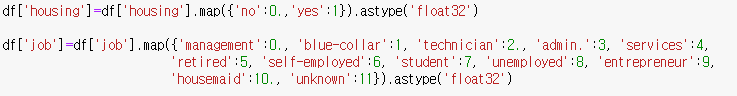 df['housing']=df['housing'].map({'no':0.,'yes':1}).astype('float32')
df['job']=df['job'].map({'management':0., 'blue-collar':1, 'technician':2., 'admin.':3, 'services':4,
'retired':5, 'self-employed':6, 'student':7, 'unemployed':8, 'entrepreneur':9,
'housemaid':10., 'unknown':11}).astype('float32')